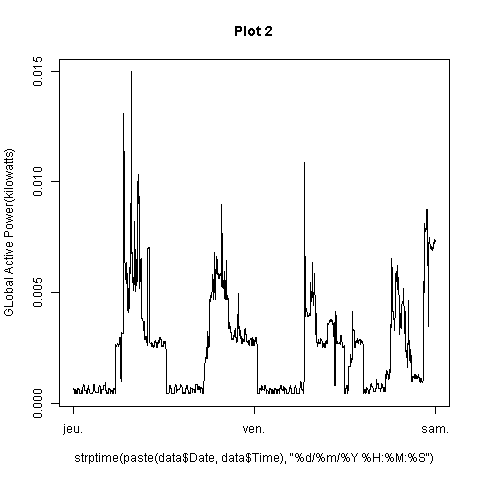 Plot 2
GLobal Active Power(kilowatts)
0.015
0.010
0.005
0.000
jeu.
ven.
sam.
strptime(paste(data$Date, data$Time), "%d/%m/%Y %H:%M:%S")